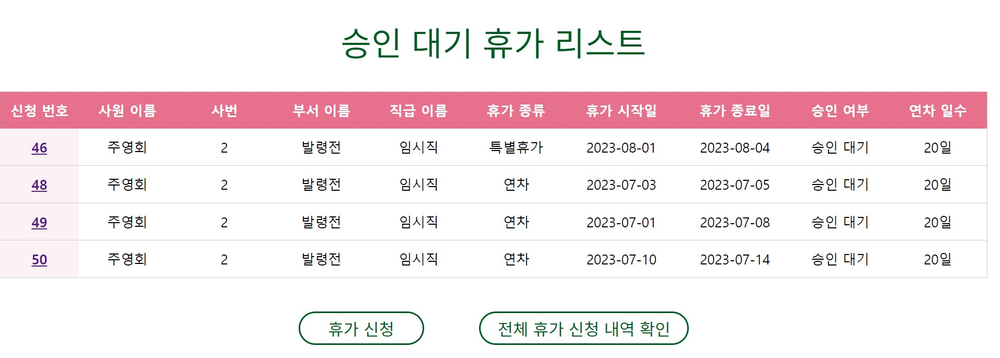 승인 대기 휴가 리스트
신청 번호 사원 이름 사번 부서 이름 직급 이름 휴가 종류 휴가 시작일 휴가 종료일 승인 여부 연차 일수
46 주영회 2 발령전 임시직 특별휴가 2023-08-01 2023-08-04 승인 대기 20일
48 주영회 2 발령전 임시직 연차 2023-07-03 2023-07-05 승인 대기 20일
49 주영회 2 발령전 임시직 연차 2023-07-01 2023-07-08 승인 대기 20일
50 주영회 2 발령전 임시직 연차 2023-07-10 2023-07-14 승인 대기 20일
휴가 신청 전체 휴가 신청 내역 확인